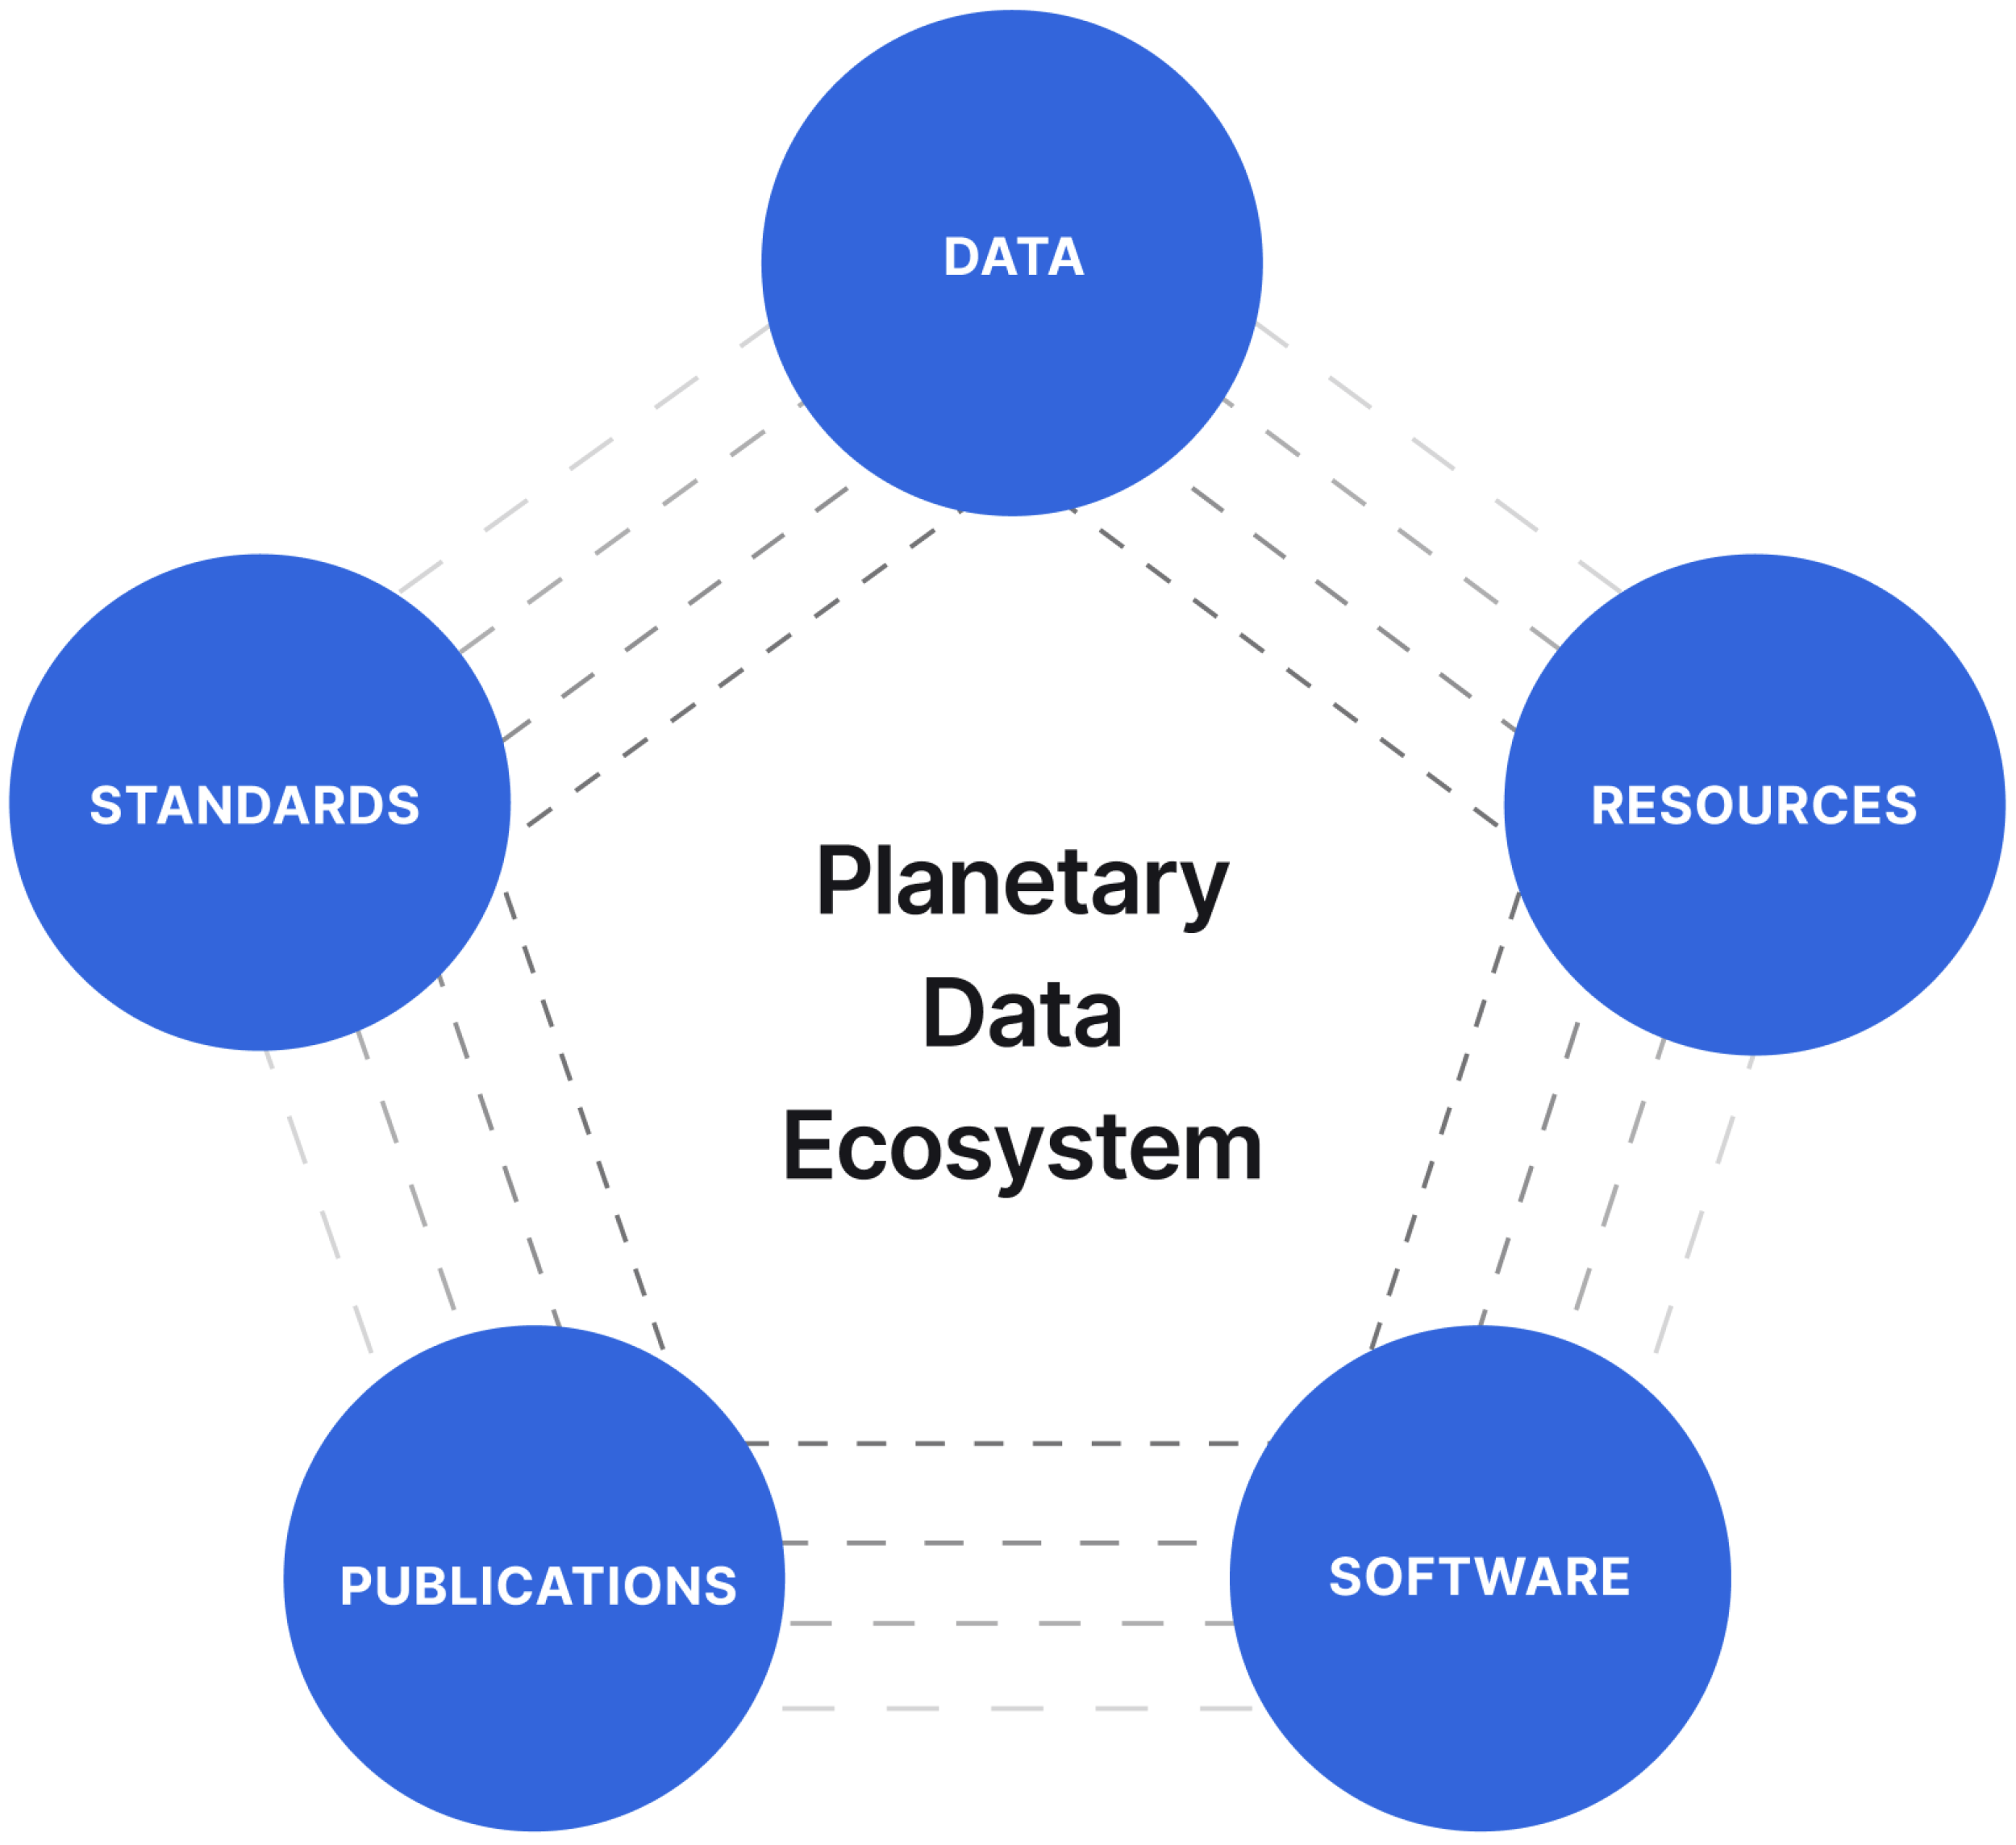 DATA
STANDARDS
RESOURCES
Planetary
Data
Ecosystem
PUBLICATIONS
SOFTWARE